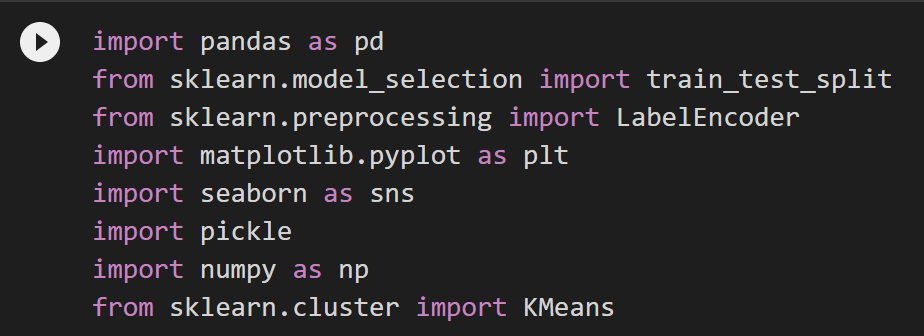 import pandas as pd
from sklearn.model_selection import train_test_split
from sklearn.preprocessing import LabelEncoder
import matplotlib.pyplot as plt
import seaborn as sns
import pickle
import numpy as np
from sklearn.cluster import KMeans